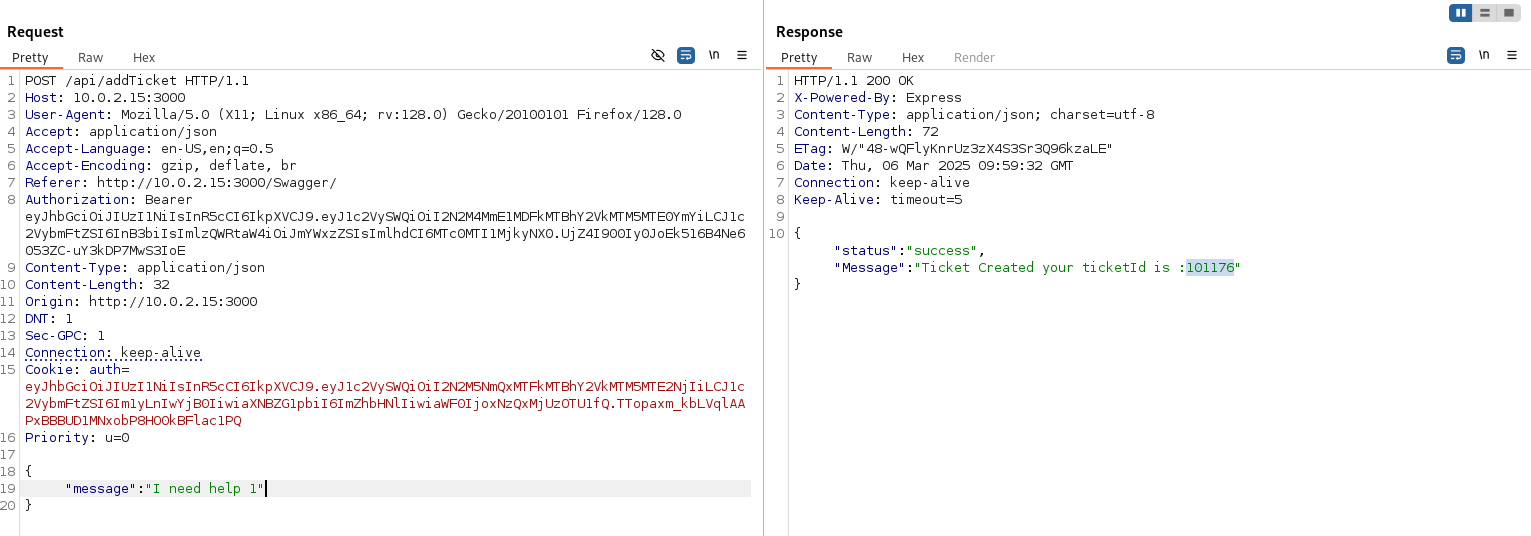 Request
Pretty Raw Hex
\n
1 POST /api/addTicket HTTP/1.1
2 Host: 10.0.2.15:3000
3 User-Agent: Mozilla/5.0 (X11; Linux x86_64; rv:128.0) Gecko/20100101 Firefox/128.0
4 Accept: application/json
5 Accept-Language: en-US,en;q=0.5
6 Accept-Encoding: gzip, deflate, br
7 Referer: http://10.0.2.15:3000/Swagger/
8 Authorization: Bearer
eyJhbGciOiJIUzI1NiIsInR5cCI6IkpXVCJ9.eyJ1c2VySWQiOiI2N2M4MmE1MDFkMTBhY2VkMTM5MTE0YmYiLCJ1c
2VybmFtZSI6InB3biIsImlzQWRtaW4iOiJmYWxzZSIsImlhdCI6MTc0MTI1MjkyNX0.UjZ4I900Iy0JoEk516B4Ne6
053ZC-uY3kDP7MwS3IoE
9 Content-Type: application/json
10 Content-Length: 32
11 Origin: http://10.0.2.15:3000
12 DNT: 1
13 Sec-GPC: 1
14 Connection: keep-alive
15 Cookie: auth=
eyJhbGciOiJIUzI1NiIsInR5cCI6IkpXVCJ9.eyJ1c2VySWQiOiI2N2M5NmQxMTFkMTBhY2VkMTM5MTE2NjIiLCJ1c
2VybmFtZSI6Im1yLnIwYjB0IiwiaXNBZG1pbiI6ImZhbHNlIiwiaWF0IjoxNzQxMjUzOTU1fQ.TTopaxm_kbLVqlAA
PxBBBUD1MNxobP8HO0kBFlac1PQ
16 Priority: u=0
17
18 {
19 "message":"I need help 1"
20 }
Response
Pretty Raw Hex Render
\n
1 HTTP/1.1 200 OK
2 X-Powered-By: Express
3 Content-Type: application/json; charset=utf-8
4 Content-Length: 72
5 ETag: W/"48-wQFlyKnrUz3zX4S3Sr3Q96kzaLE"
6 Date: Thu, 06 Mar 2025 09:59:32 GMT
7 Connection: keep-alive
8 Keep-Alive: timeout=5
9
10 {
"status":"success",
"Message":"Ticket Created your ticketId is :101176"
}